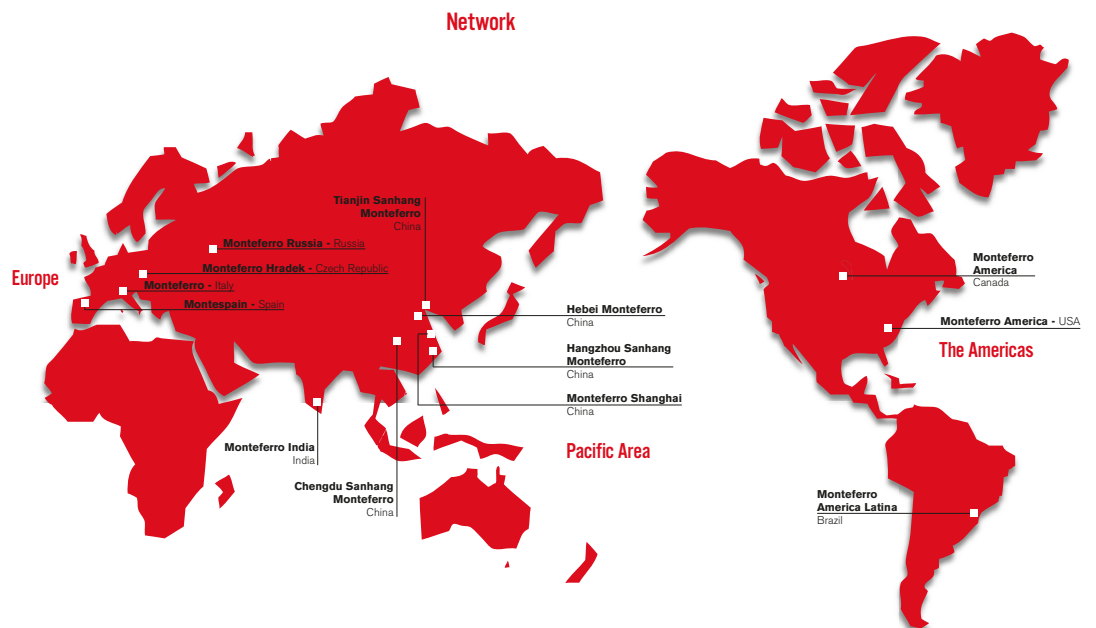 Network
Tianjin Sanhang
Monteferro
China
Monteferro Russia - Russia
Monteferro Hradek - Czech Republic
Europe
Monteferro - Italy
Montespain - Spain
Monteferro
America
Canada
Hebei Monteferro
China
Monteferro America - USA
The Americas
Hangzhou Sanhang
Monteferro
China
Monteferro Shanghai
China
Pacific Area
Monteferro India
India
Chengdu Sanhang
Monteferro
China
Monteferro
America Latina
Brazil